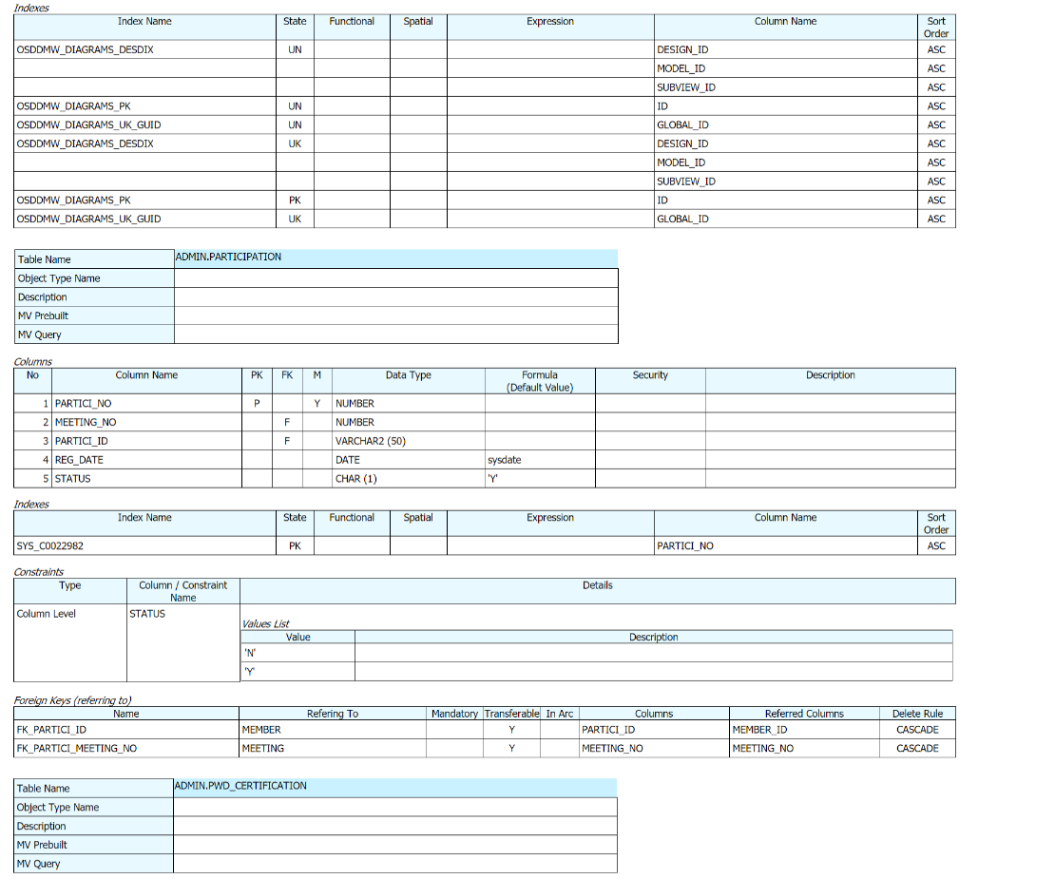 Indexes
Index Name State Functional Spatial Expression Column Name Sort Order
OSDDMW_DIAGRAMS_DESDIX UN DESIGN_ID ASC
MODEL_ID ASC
SUBVIEW_ID ASC
OSDDMW_DIAGRAMS_PK UN ID ASC
OSDDMW_DIAGRAMS_UK_GUID UN GLOBAL_ID ASC
OSDDMW_DIAGRAMS_DESDIX UK DESIGN_ID ASC
MODEL_ID ASC
SUBVIEW_ID ASC
OSDDMW_DIAGRAMS_PK PK ID ASC
OSDDMW_DIAGRAMS_UK_GUID UK GLOBAL_ID ASC
Table Name ADMIN.PARTICIPATION
Object Type Name
Description
MV Prebuilt
MV Query
Columns
No Column Name PK FK M Data Type Formula (Default Value) Security Description
1 PARTICI_NO P Y NUMBER
2 MEETING_NO F NUMBER
3 PARTICI_ID F VARCHAR2 (50)
4 REG_DATE DATE sysdate
5 STATUS CHAR (1) 'Y'
Indexes
Index Name State Functional Spatial Expression Column Name Sort Order
SYS_C0022982 PK PARTICI_NO ASC
Constraints
Type Column / Constraint Name Details
Column Level STATUS
Values List
Value Description
'N'
'Y'
Foreign Keys (referring to)
Name Refering To Mandatory Transferable In Arc Columns Referred Columns Delete Rule
FK_PARTICI_ID MEMBER Y PARTICI_ID MEMBER_ID CASCADE
FK_PARTICI_MEETING_NO MEETING Y MEETING_NO MEETING_NO CASCADE
Table Name ADMIN.PWD_CERTIFICATION
Object Type Name
Description
MV Prebuilt
MV Query